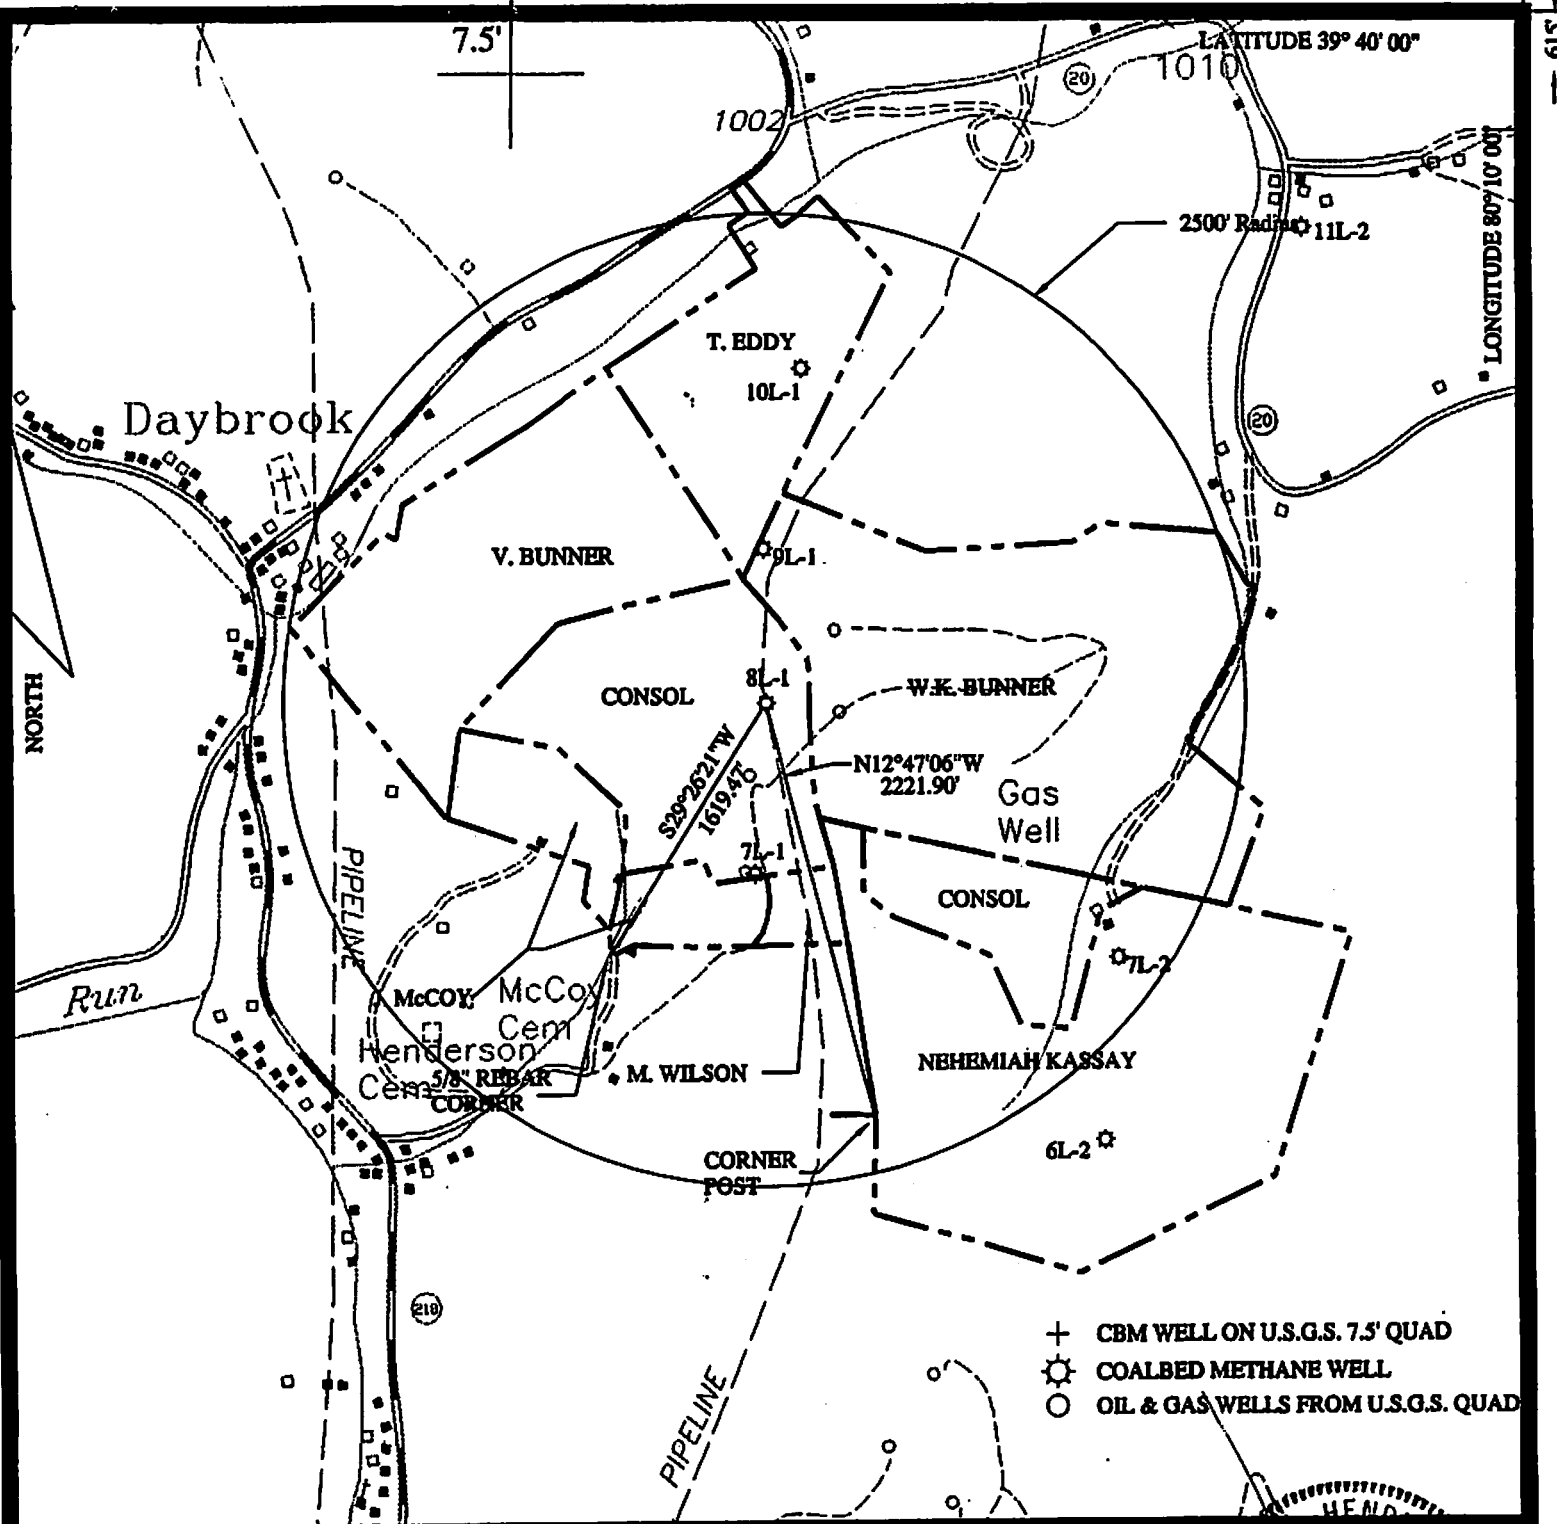 7.5'
LATITUDE 39° 40' 00"
615'
20
1010
1002
LONGITUDE 80° 10' 00"
2500' Radius
11L-2
T. EDDY
10L-1
Daybrook
20
V. BUNNER
9L-1
8L-1
CONSOL
W.K. BUNNER
NORTH
S29°26'21"W
1619.47'
N12°47'06"W
2221.90'
Gas
Well
7L-1
PIPELINE
CONSOL
7L-2
Run
McCOY
McCoy
Cem
Henderson
Cem
5/8" REBAR
CORNER
M. WILSON
NEHEMIAH KASSAY
6L-2
CORNER
POST
218
PIPELINE
CBM WELL ON U.S.G.S. 7.5' QUAD
COALBED METHANE WELL
OIL & GAS WELLS FROM U.S.G.S. QUAD